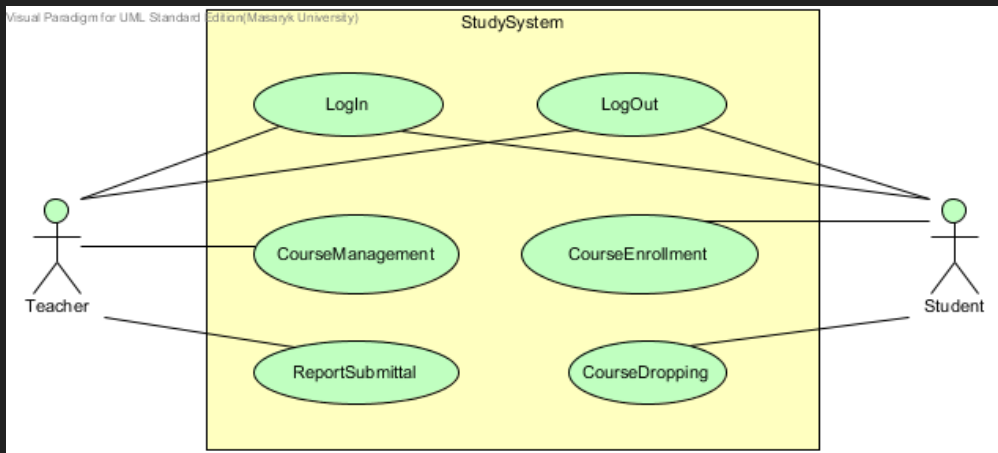 Visual Paradigm for UML Standard Edition(Masaryk University)
StudySystem
LogIn
LogOut
CourseManagement
CourseEnrollment
Teacher
Student
ReportSubmittal
CourseDropping